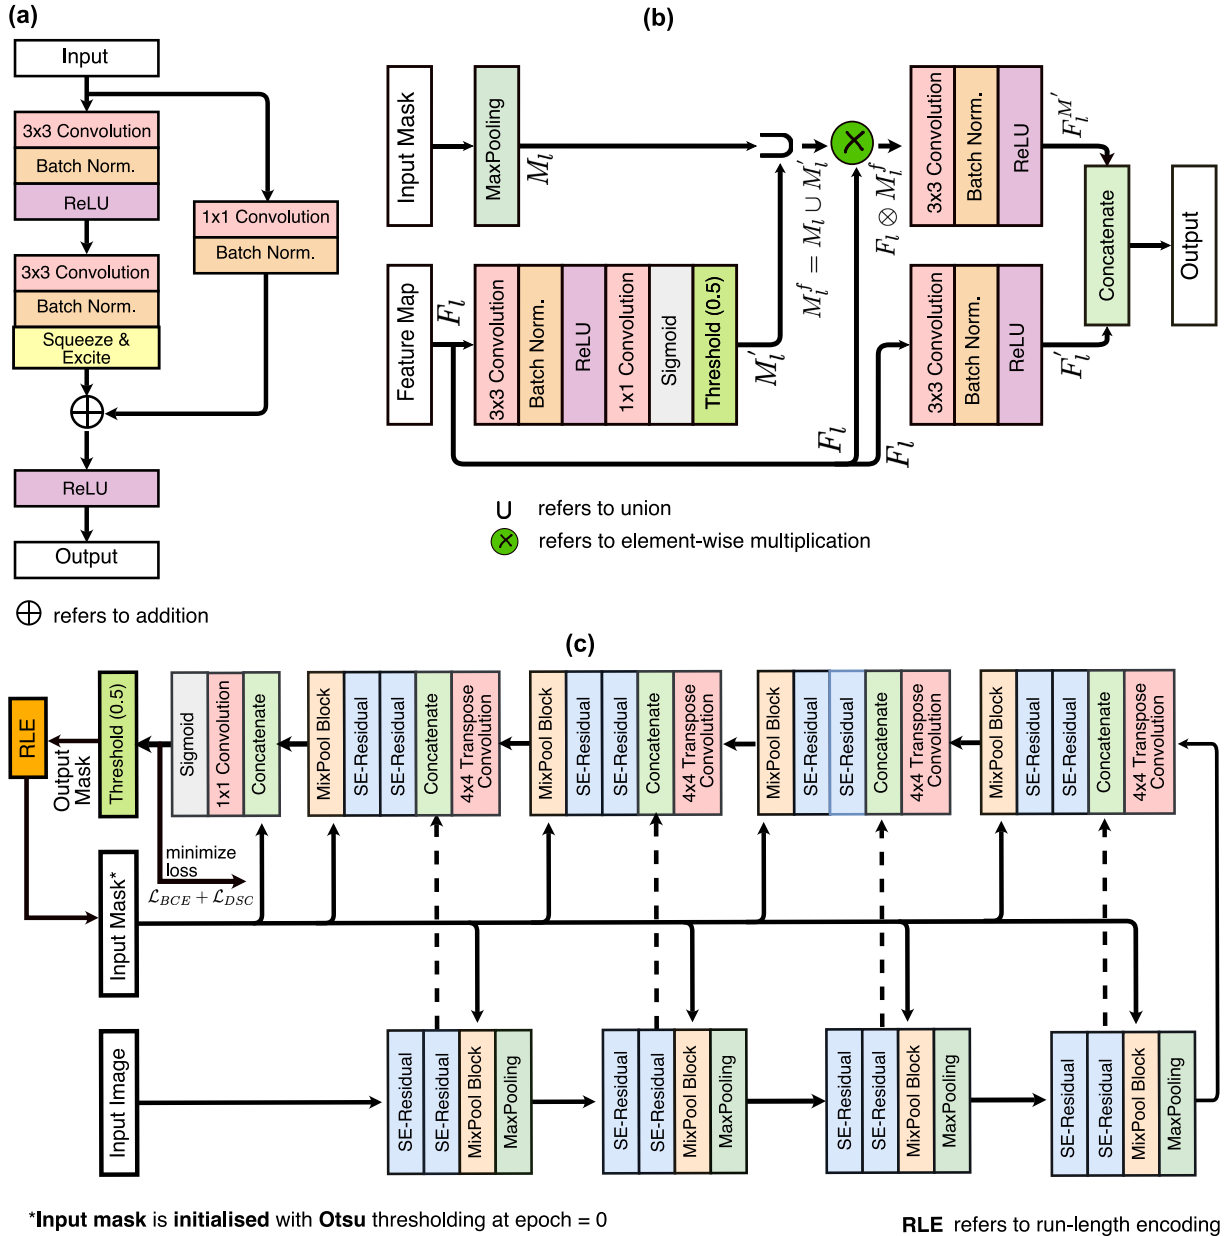 (a)
Input
3x3 Convolution
Batch Norm.
ReLU
3x3 Convolution
Batch Norm.
Squeeze &
Excite
1x1 Convolution
Batch Norm.
ReLU
Output
⊕ refers to addition
(b)
Input Mask
MaxPooling
M_l
Feature Map
F_l
3x3 Convolution
Batch Norm.
ReLU
1x1 Convolution
Sigmoid
Threshold (0.5)
M_l'
∪
M_l^f = M_l ∪ M_l'
F_l
F_l
F_l ⊗ M_l^f
3x3 Convolution
Batch Norm.
ReLU
F_l^{M'}
3x3 Convolution
Batch Norm.
ReLU
F_l'
Concatenate
Output
∪ refers to union
⊗ refers to element-wise multiplication
(c)
RLE
Output
Mask
Threshold (0.5)
Sigmoid
1x1 Convolution
Concatenate
MixPool Block
SE-Residual
SE-Residual
Concatenate
4x4 Transpose
Convolution
MixPool Block
SE-Residual
SE-Residual
Concatenate
4x4 Transpose
Convolution
MixPool Block
SE-Residual
SE-Residual
Concatenate
4x4 Transpose
Convolution
MixPool Block
SE-Residual
SE-Residual
Concatenate
4x4 Transpose
Convolution
minimize
loss
L_BCE + L_DSC
Input Mask*
Input Image
SE-Residual
SE-Residual
MixPool Block
MaxPooling
SE-Residual
SE-Residual
MixPool Block
MaxPooling
SE-Residual
SE-Residual
MixPool Block
MaxPooling
SE-Residual
SE-Residual
MixPool Block
MaxPooling
*Input mask is initialised with Otsu thresholding at epoch = 0
RLE refers to run-length encoding